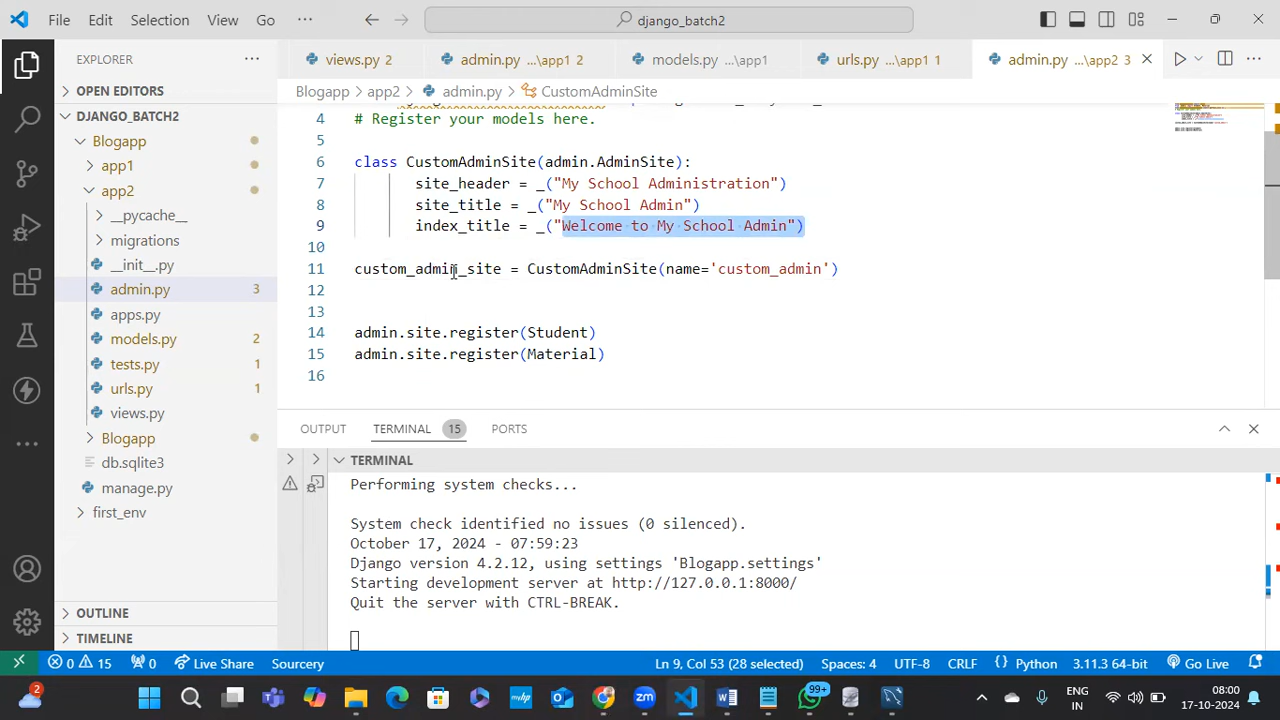 File Edit Selection View Go ··· django_batch2
EXPLORER ···
views.py 2 admin.py ...\app1 2 models.py ...\app1 urls.py ...\app1 1 admin.py ...\app2 3
OPEN EDITORS
Blogapp > app2 > admin.py > CustomAdminSite
DJANGO_BATCH2
Blogapp
app1
app2
__pycache__
migrations
__init__.py
admin.py 3
apps.py
models.py 2
tests.py 1
urls.py 1
views.py
Blogapp
db.sqlite3
manage.py
first_env
OUTLINE
TIMELINE
4 # Register your models here.
5
6 class CustomAdminSite(admin.AdminSite):
7 site_header = _("My School Administration")
8 site_title = _("My School Admin")
9 index_title = _("Welcome to My School Admin")
10
11 custom_admin_site = CustomAdminSite(name='custom_admin')
12
13
14 admin.site.register(Student)
15 admin.site.register(Material)
16
OUTPUT TERMINAL 15 PORTS
TERMINAL
Performing system checks...
System check identified no issues (0 silenced).
October 17, 2024 - 07:59:23
Django version 4.2.12, using settings 'Blogapp.settings'
Starting development server at http://127.0.0.1:8000/
Quit the server with CTRL-BREAK.
0 15 0 Live Share Sourcery Ln 9, Col 53 (28 selected) Spaces: 4 UTF-8 CRLF Python 3.11.3 64-bit Go Live
2 99+ ENG IN 08:00 17-10-2024